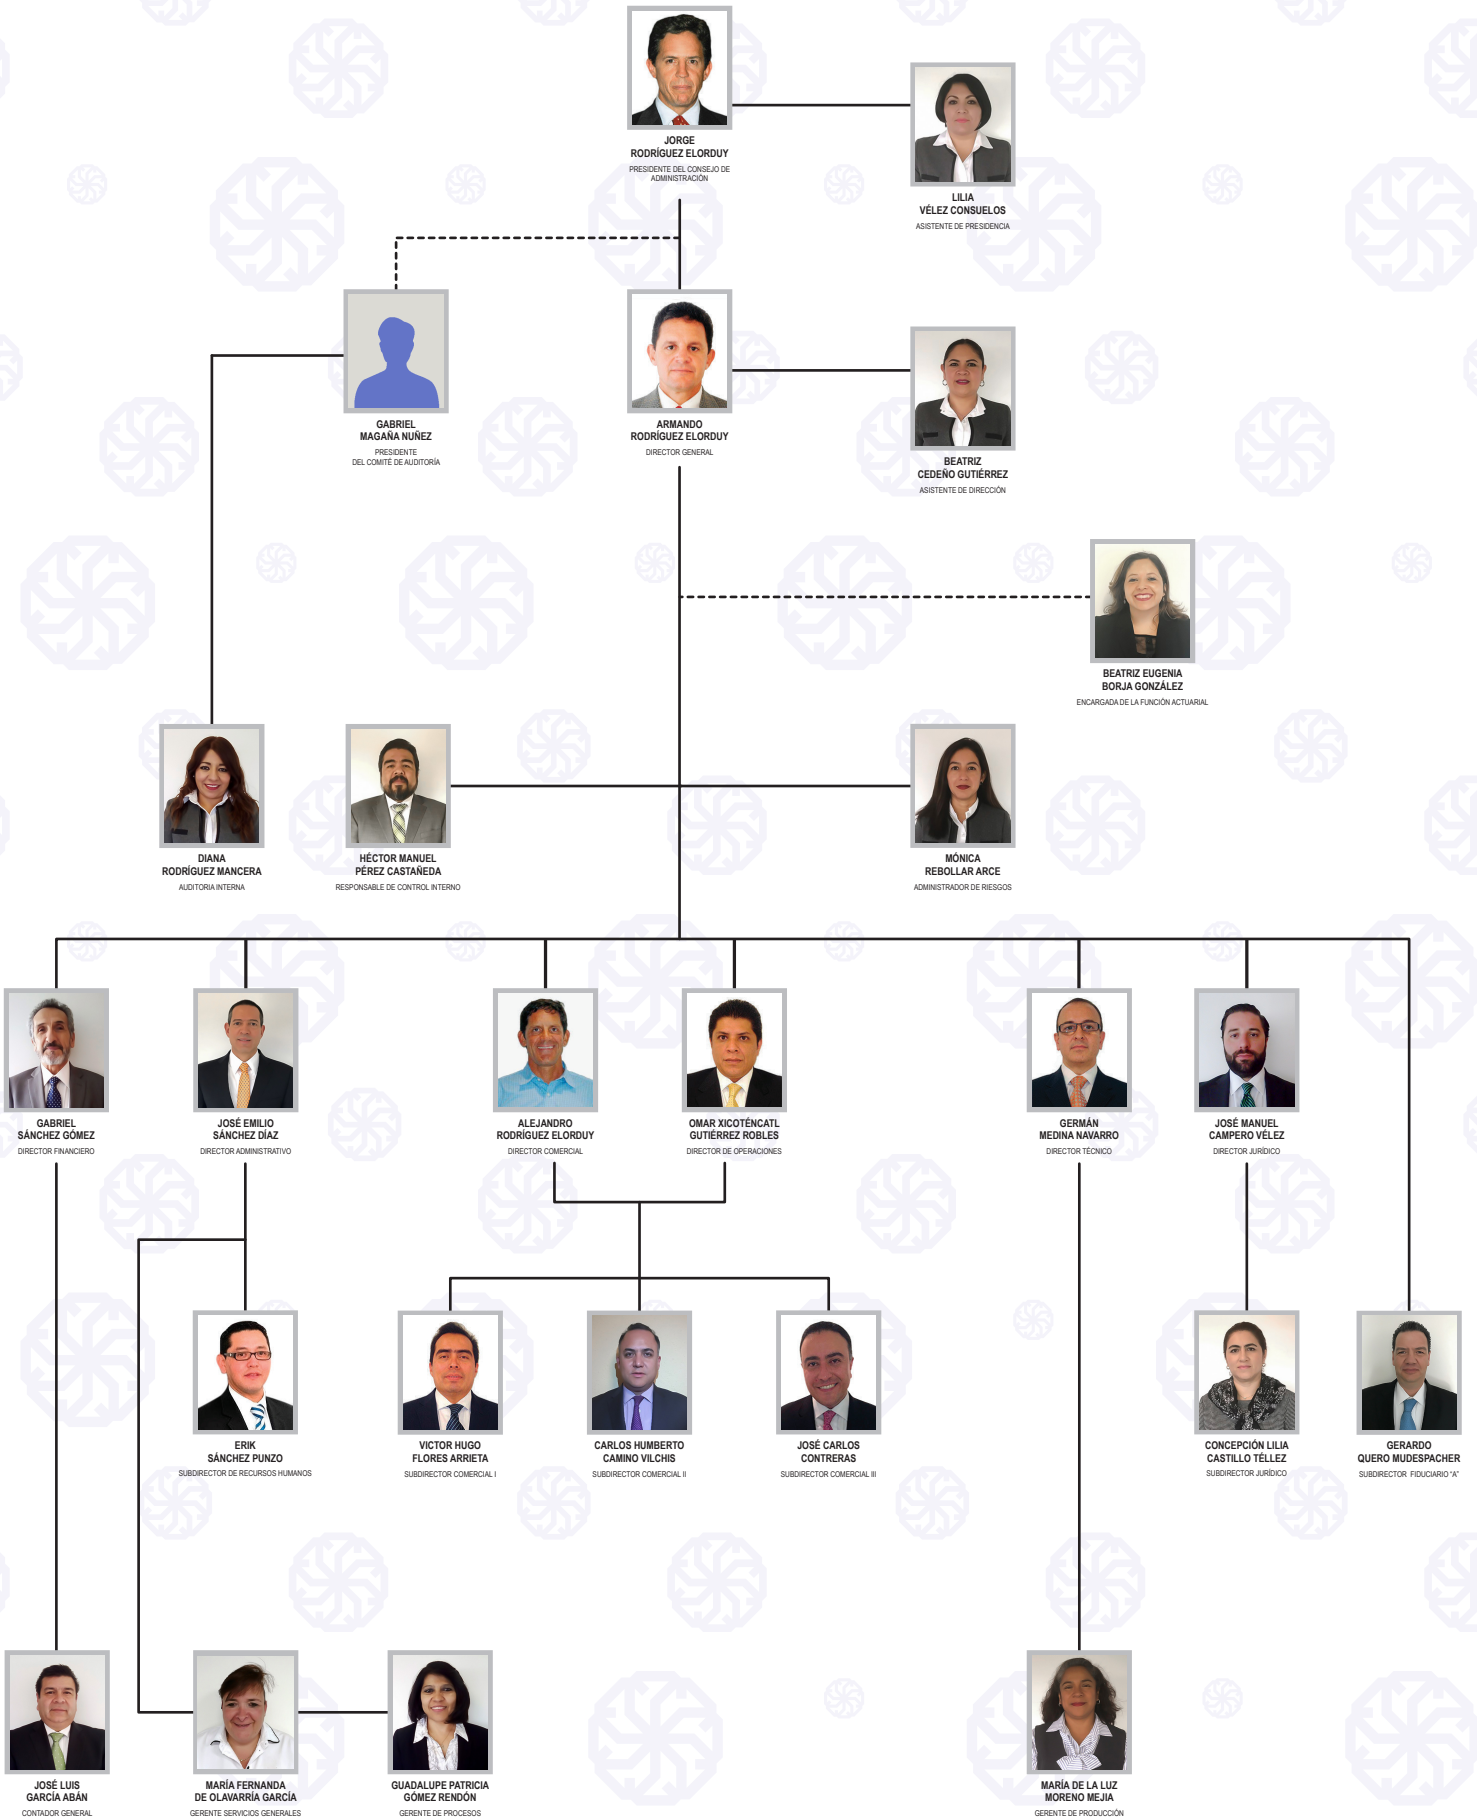 JORGE
RODRÍGUEZ ELORDUY
PRESIDENTE DEL CONSEJO DE
ADMINISTRACIÓN
LILIA
VÉLEZ CONSUELOS
ASISTENTE DE PRESIDENCIA
GABRIEL
MAGAÑA NUÑEZ
PRESIDENTE
DEL COMITÉ DE AUDITORÍA
ARMANDO
RODRÍGUEZ ELORDUY
DIRECTOR GENERAL
BEATRIZ
CEDEÑO GUTIÉRREZ
ASISTENTE DE DIRECCIÓN
BEATRIZ EUGENIA
BORJA GONZÁLEZ
ENCARGADA DE LA FUNCIÓN ACTUARIAL
DIANA
RODRÍGUEZ MANCERA
AUDITORIA INTERNA
HÉCTOR MANUEL
PÉREZ CASTAÑEDA
RESPONSABLE DE CONTROL INTERNO
MÓNICA
REBOLLAR ARCE
ADMINISTRADOR DE RIESGOS
GABRIEL
SÁNCHEZ GÓMEZ
DIRECTOR FINANCIERO
JOSÉ EMILIO
SÁNCHEZ DÍAZ
DIRECTOR ADMINISTRATIVO
ALEJANDRO
RODRÍGUEZ ELORDUY
DIRECTOR COMERCIAL
OMAR XICOTÉNCATL
GUTIÉRREZ ROBLES
DIRECTOR DE OPERACIONES
GERMÁN
MEDINA NAVARRO
DIRECTOR TÉCNICO
JOSÉ MANUEL
CAMPERO VÉLEZ
DIRECTOR JURÍDICO
ERIK
SÁNCHEZ PUNZO
SUBDIRECTOR DE RECURSOS HUMANOS
VICTOR HUGO
FLORES ARRIETA
SUBDIRECTOR COMERCIAL I
CARLOS HUMBERTO
CAMINO VILCHIS
SUBDIRECTOR COMERCIAL II
JOSÉ CARLOS
CONTRERAS
SUBDIRECTOR COMERCIAL III
CONCEPCIÓN LILIA
CASTILLO TÉLLEZ
SUBDIRECTOR JURÍDICO
GERARDO
QUERO MUDESPACHER
SUBDIRECTOR FIDUCIARIO "A"
JOSÉ LUIS
GARCÍA ABÁN
CONTADOR GENERAL
MARÍA FERNANDA
DE OLAVARRÍA GARCÍA
GERENTE SERVICIOS GENERALES
GUADALUPE PATRICIA
GÓMEZ RENDÓN
GERENTE DE PROCESOS
MARÍA DE LA LUZ
MORENO MEJIA
GERENTE DE PRODUCCIÓN